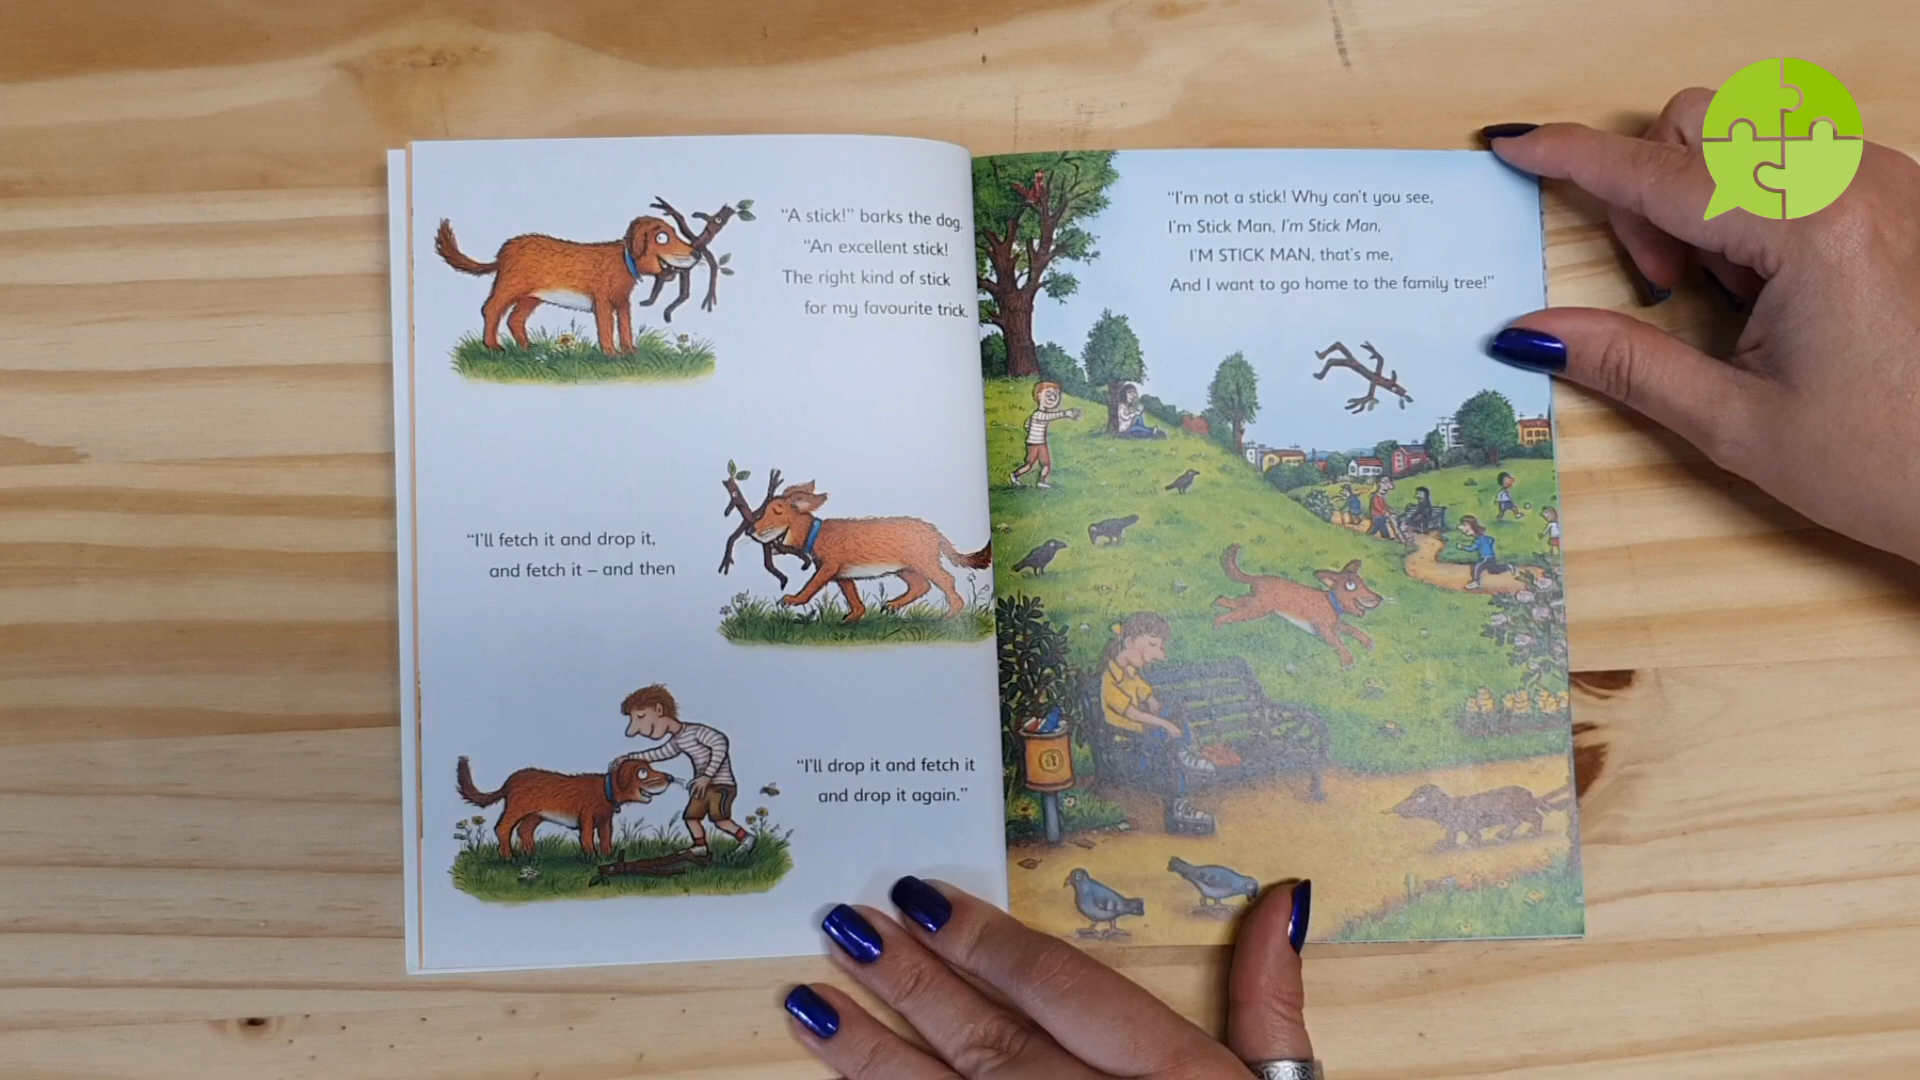 “A stick!” barks the dog.
“An excellent stick!
The right kind of stick
for my favourite trick.
“I’ll fetch it and drop it,
and fetch it – and then
“I’ll drop it and fetch it
and drop it again.”
“I’m not a stick! Why can’t you see,
I’m Stick Man, I’m Stick Man,
I’M STICK MAN, that’s me,
And I want to go home to the family tree!”